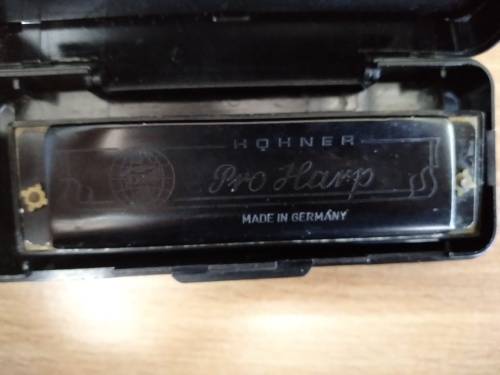 HOHNER
Pro Harp
MADE IN GERMANY